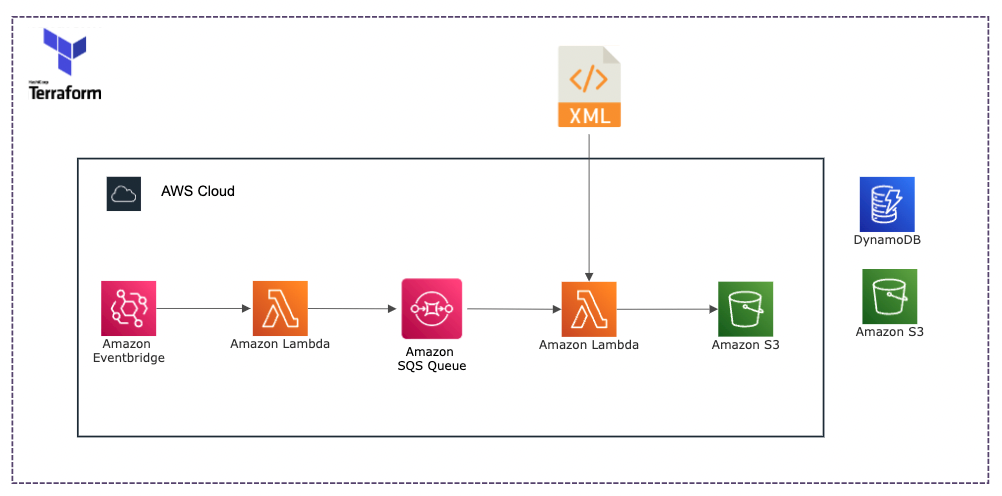 HashiCorp
Terraform
</>
XML
AWS Cloud
DynamoDB
Amazon
Eventbridge
Amazon Lambda
Amazon
SQS Queue
Amazon Lambda
Amazon S3
Amazon S3